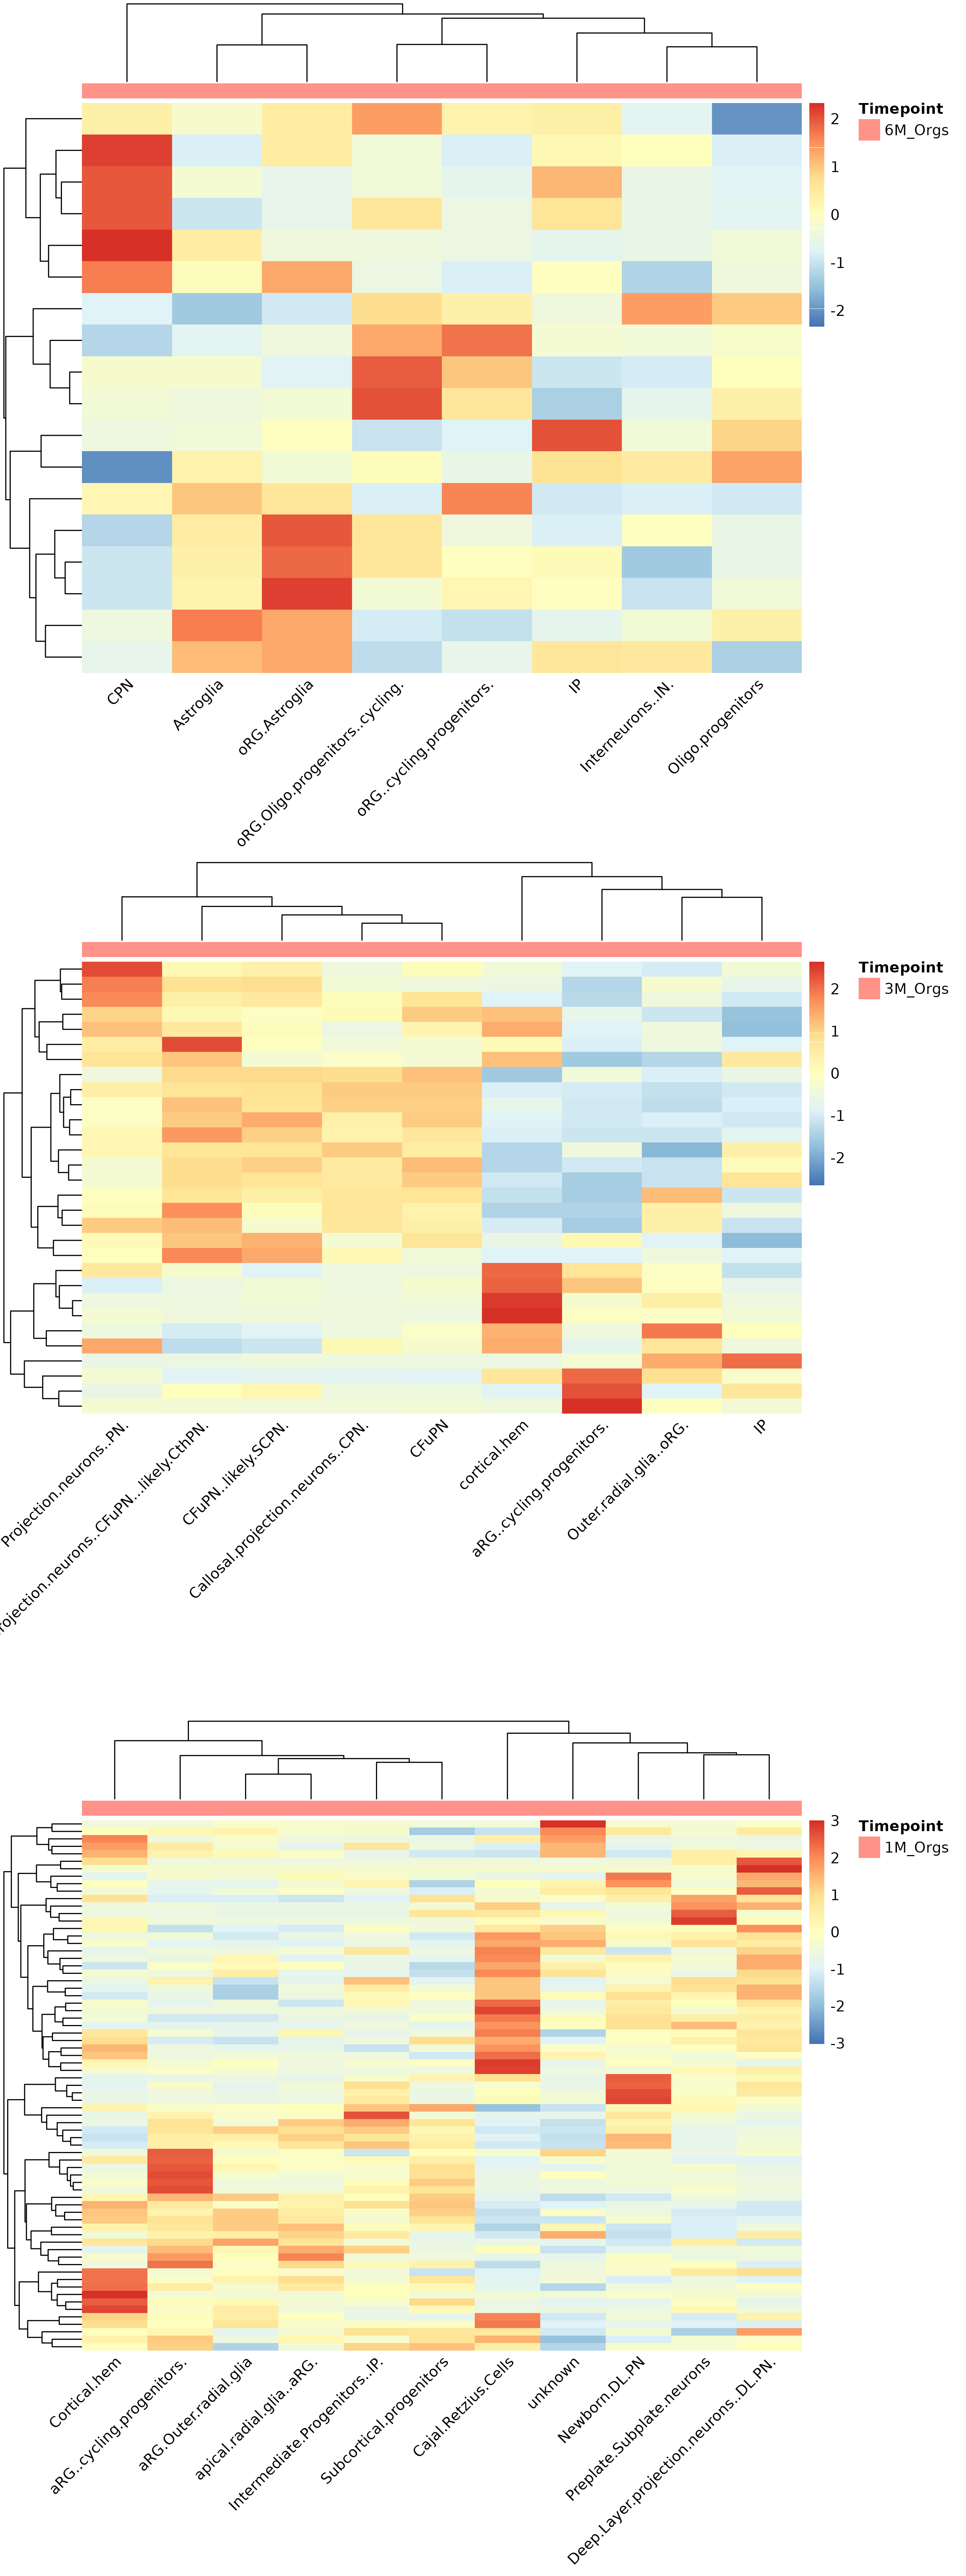 Timepoint
6M_Orgs
2
1
0
-1
-2
CPN
Astroglia
oRG.Astroglia
oRG.Oligo.progenitors..cycling.
oRG..cycling.progenitors.
IP
Interneurons..IN.
Oligo.progenitors
Timepoint
3M_Orgs
2
1
0
-1
-2
Projection.neurons..PN.
rojection.neurons..CFuPN...likely.CthPN.
CFuPN..likely.SCPN.
Callosal.projection.neurons..CPN.
CFuPN
cortical.hem
aRG..cycling.progenitors.
Outer.radial.glia..oRG.
IP
Timepoint
1M_Orgs
3
2
1
0
-1
-2
-3
Cortical.hem
aRG..cycling.progenitors.
aRG.Outer.radial.glia
apical.radial.glia..aRG.
Intermediate.Progenitors..IP.
Subcortical.progenitors
Cajal.Retzius.Cells
unknown
Newborn.DL.PN
Preplate.Subplate.neurons
Deep.Layer.projection.neurons..DL.PN.